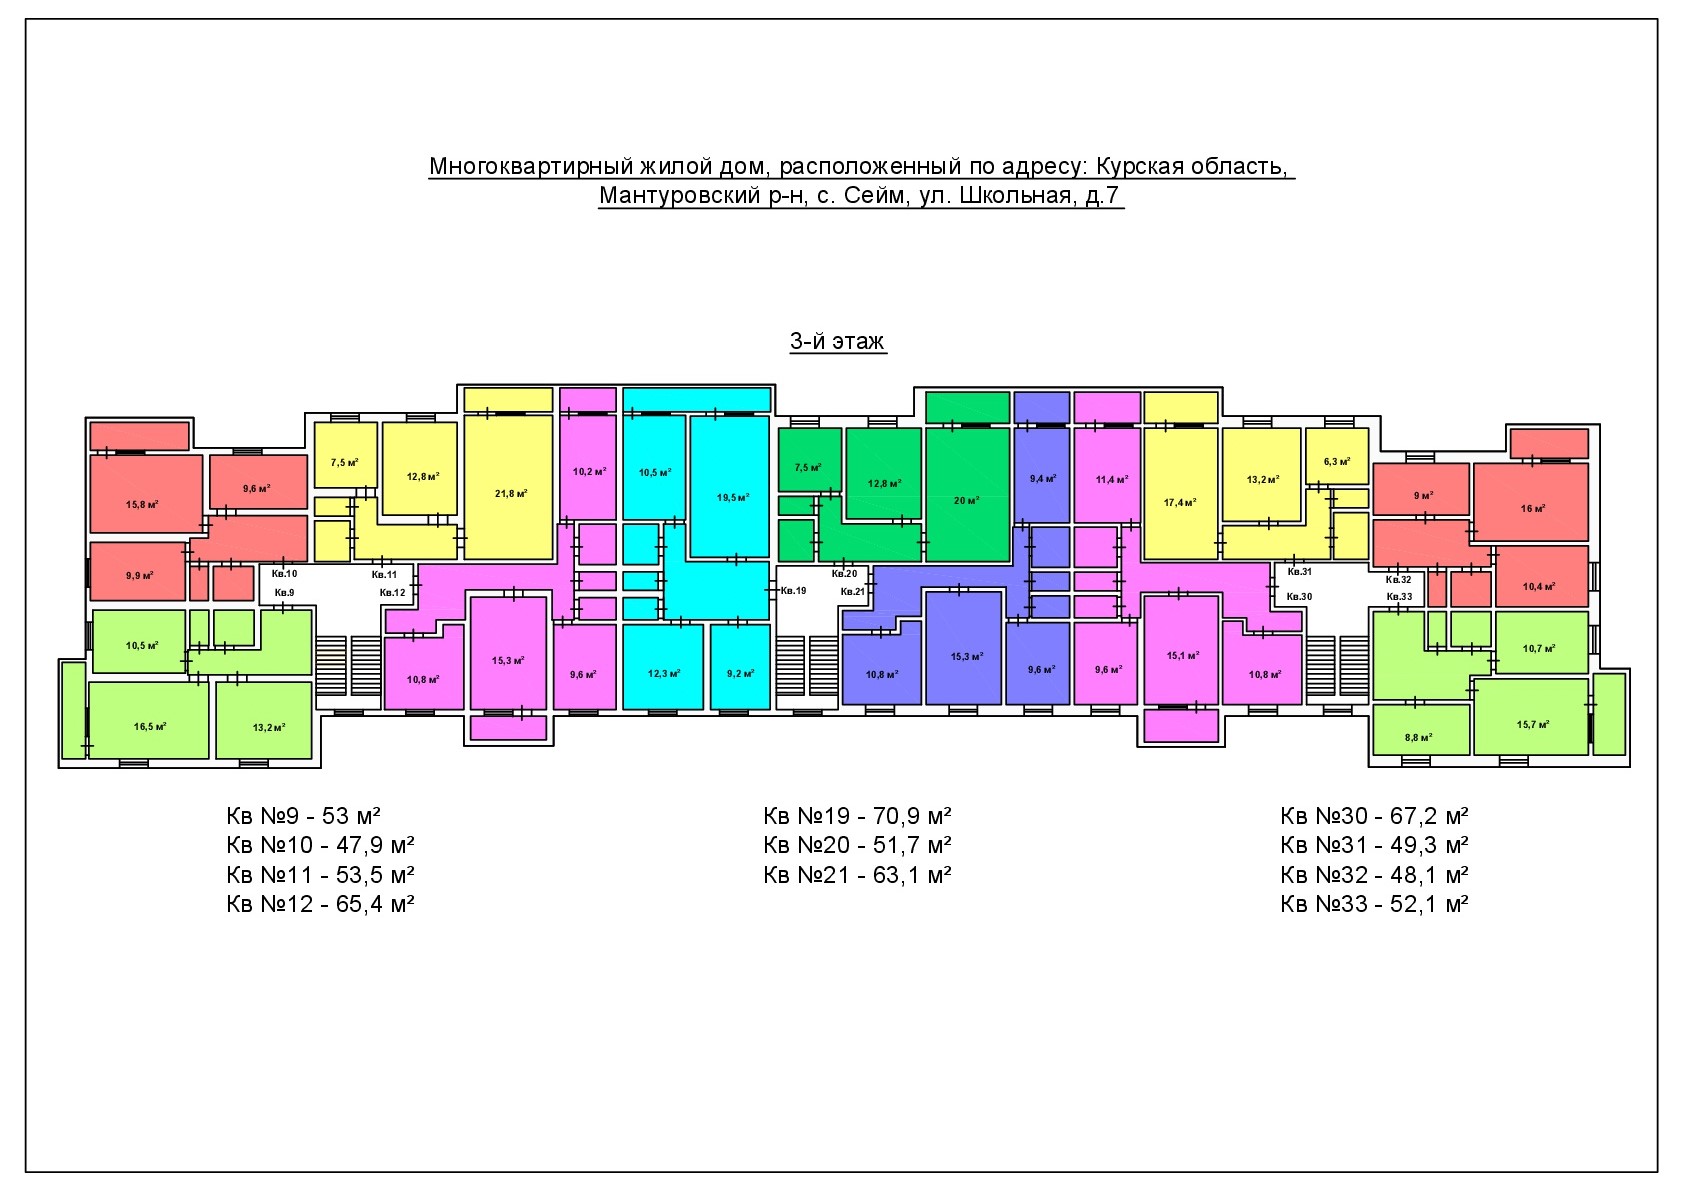 Многоквартирный жилой дом, расположенный по адресу: Курская область,
Мантуровский р-н, с. Сейм, ул. Школьная, д.7
3-й этаж
7,5 м²
12,8 м²
21,8 м²
10,2 м²
10,5 м²
19,5 м²
7,5 м²
12,8 м²
20 м²
9,4 м²
11,4 м²
17,4 м²
13,2 м²
6,3 м²
15,8 м²
9,6 м²
9 м²
16 м²
9,9 м²
Кв.10
Кв.11
Кв.20
Кв.31
Кв.32
10,4 м²
Кв.9
Кв.12
Кв.19
Кв.21
Кв.30
Кв.33
10,5 м²
10,8 м²
15,3 м²
9,6 м²
12,3 м²
9,2 м²
10,8 м²
15,3 м²
9,6 м²
9,6 м²
15,1 м²
10,8 м²
10,7 м²
16,5 м²
13,2 м²
8,8 м²
15,7 м²
Кв №9 - 53 м²
Кв №10 - 47,9 м²
Кв №11 - 53,5 м²
Кв №12 - 65,4 м²
Кв №19 - 70,9 м²
Кв №20 - 51,7 м²
Кв №21 - 63,1 м²
Кв №30 - 67,2 м²
Кв №31 - 49,3 м²
Кв №32 - 48,1 м²
Кв №33 - 52,1 м²